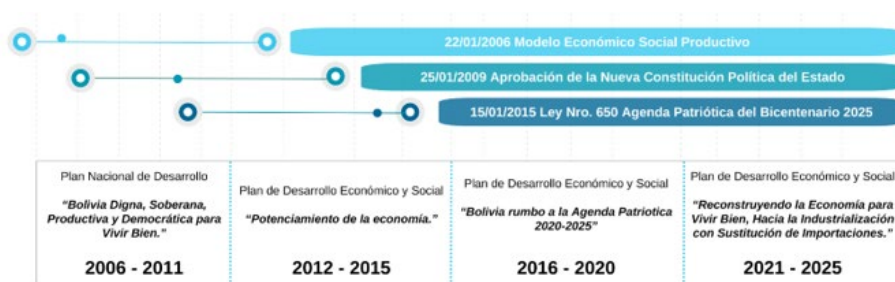 22/01/2006 Modelo Económico Social Productivo
25/01/2009 Aprobación de la Nueva Constitución Política del Estado
15/01/2015 Ley Nro. 650 Agenda Patriótica del Bicentenario 2025
Plan Nacional de Desarrollo
“Bolivia Digna, Soberana,
Productiva y Democrática para
Vivir Bien.”
2006 - 2011
Plan de Desarrollo Económico y Social
“Potenciamiento de la economía.”
2012 - 2015
Plan de Desarrollo Económico y Social
“Bolivia rumbo a la Agenda Patriotica
2020-2025”
2016 - 2020
Plan de Desarrollo Económico y Social
“Reconstruyendo la Economía para
Vivir Bien, Hacia la Industrialización
con Sustitución de Importaciones.”
2021 - 2025